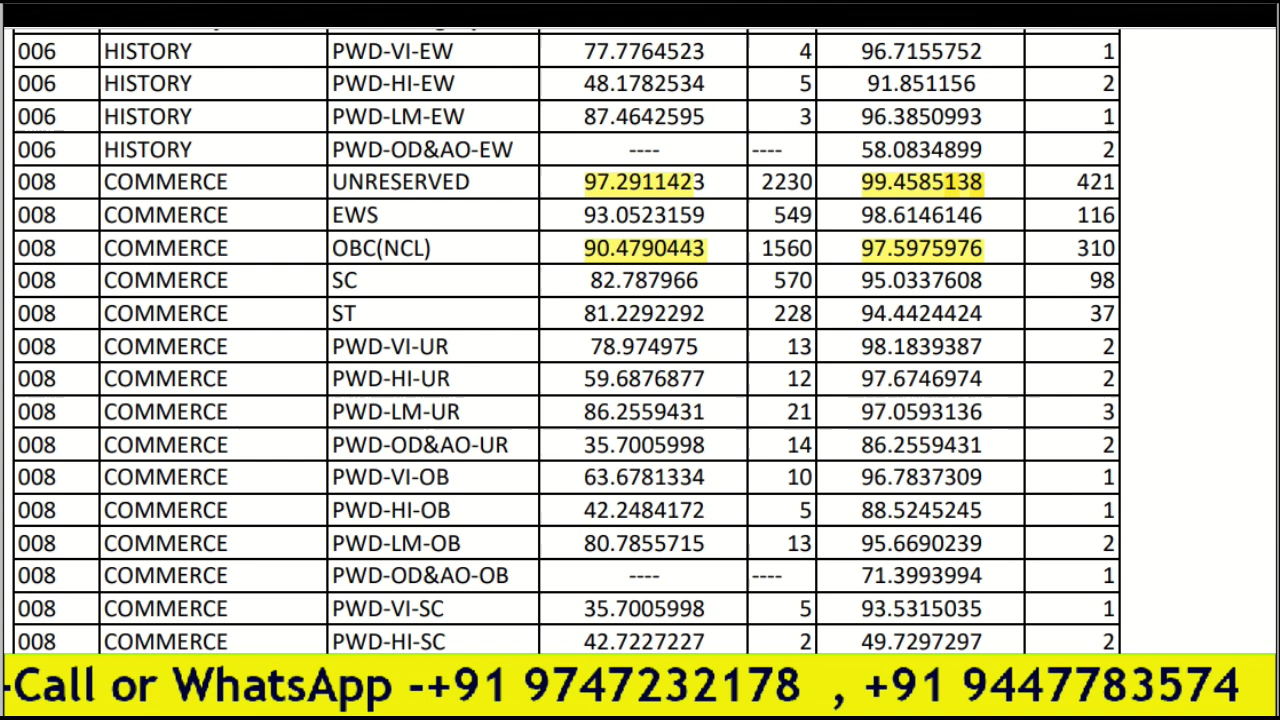 006 HISTORY PWD-VI-EW 77.7764523 4 96.7155752 1
006 HISTORY PWD-HI-EW 48.1782534 5 91.851156 2
006 HISTORY PWD-LM-EW 87.4642595 3 96.3850993 1
006 HISTORY PWD-OD&AO-EW ---- ---- 58.0834899 2
008 COMMERCE UNRESERVED 97.2911423 2230 99.4585138 421
008 COMMERCE EWS 93.0523159 549 98.6146146 116
008 COMMERCE OBC(NCL) 90.4790443 1560 97.5975976 310
008 COMMERCE SC 82.787966 570 95.0337608 98
008 COMMERCE ST 81.2292292 228 94.4424424 37
008 COMMERCE PWD-VI-UR 78.974975 13 98.1839387 2
008 COMMERCE PWD-HI-UR 59.6876877 12 97.6746974 2
008 COMMERCE PWD-LM-UR 86.2559431 21 97.0593136 3
008 COMMERCE PWD-OD&AO-UR 35.7005998 14 86.2559431 2
008 COMMERCE PWD-VI-OB 63.6781334 10 96.7837309 1
008 COMMERCE PWD-HI-OB 42.2484172 5 88.5245245 1
008 COMMERCE PWD-LM-OB 80.7855715 13 95.6690239 2
008 COMMERCE PWD-OD&AO-OB ---- ---- 71.3993994 1
008 COMMERCE PWD-VI-SC 35.7005998 5 93.5315035 1
008 COMMERCE PWD-HI-SC 42.7227227 2 49.7297297 2
-Call or WhatsApp -+91 9747232178 , +91 9447783574